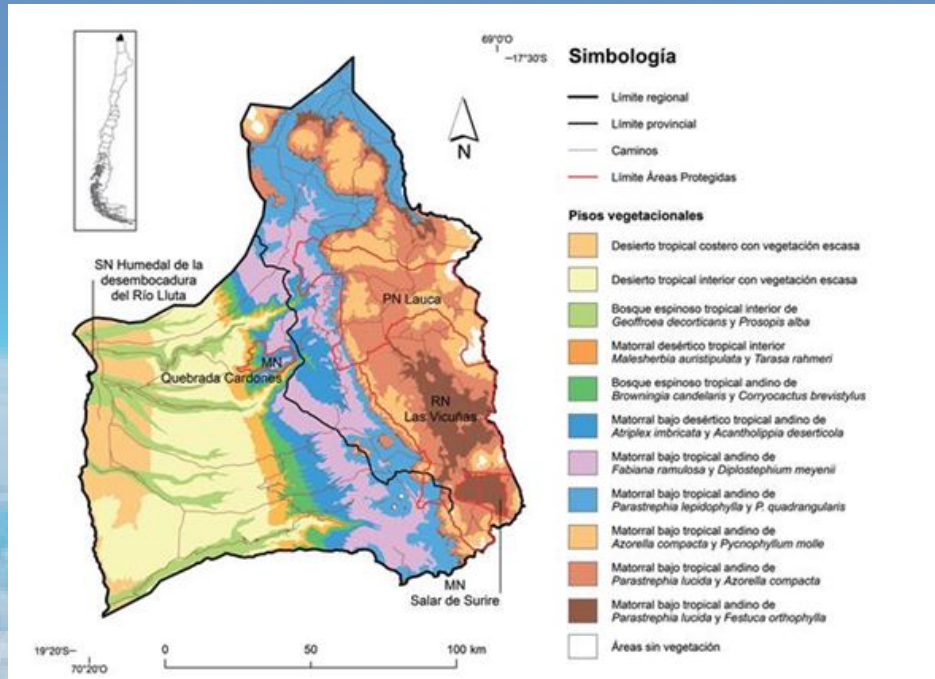 69°0'O
17°30'S
N
SN Humedal de la
desembocadura
del Río Lluta
PN Lauca
MN
Quebrada Cardones
RN
Las Vicuñas
MN
Salar de Surire
19°20'S
70°20'O
0 50 100 km
Simbología
Límite regional
Límite provincial
Caminos
Límite Áreas Protegidas
Pisos vegetacionales
Desierto tropical costero con vegetación escasa
Desierto tropical interior con vegetación escasa
Bosque espinoso tropical interior de
Geoffroea decorticans y Prosopis alba
Matorral desértico tropical interior
Malesherbia auristipulata y Tarasa rahmeri
Bosque espinoso tropical andino de
Browningia candelaris y Corryocactus brevistylus
Matorral bajo desértico tropical andino de
Atriplex imbricata y Acantholippia deserticola
Matorral bajo tropical andino de
Fabiana ramulosa y Diplostephium meyenii
Matorral bajo tropical andino de
Parastrephia lepidophylla y P. quadrangularis
Matorral bajo tropical andino de
Azorella compacta y Pycnophyllum molle
Matorral bajo tropical andino de
Parastrephia lucida y Azorella compacta
Matorral bajo tropical andino de
Parastrephia lucida y Festuca orthophylla
Áreas sin vegetación